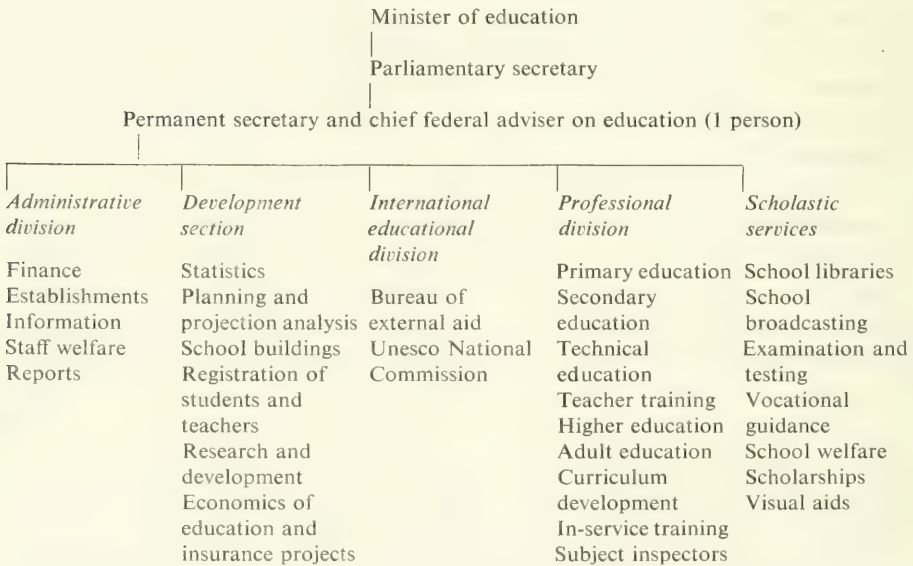 Minister of education
Parliamentary secretary
Permanent secretary and chief federal adviser on education (1 person)
Administrative
division
Finance
Establishments
Information
Staff welfare
Reports
Development
section
Statistics
Planning and
projection analysis
School buildings
Registration of
students and
teachers
Research and
development
Economics of
education and
insurance projects
International
educational
division
Bureau of
external aid
Unesco National
Commission
Professional
division
Primary education
Secondary
education
Technical
education
Teacher training
Higher education
Adult education
Curriculum
development
In-service training
Subject inspectors
Scholastic
services
School libraries
School
broadcasting
Examination and
testing
Vocational
guidance
School welfare
Scholarships
Visual aids